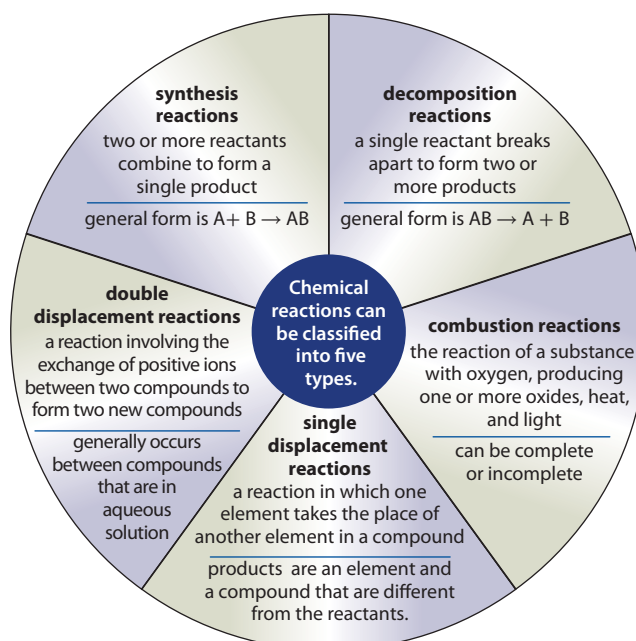 synthesis
reactions
two or more reactants
combine to form a
single product
general form is A+ B → AB
decomposition
reactions
a single reactant breaks
apart to form two or
more products
general form is AB → A + B
Chemical
reactions can
be classified
into five
types.
double
displacement reactions
a reaction involving the
exchange of positive ions
between two compounds to
form two new compounds
generally occurs
between compounds
that are in
aqueous
solution
combustion reactions
the reaction of a substance
with oxygen, producing
one or more oxides, heat,
and light
can be complete
or incomplete
single
displacement
reactions
a reaction in which one
element takes the place of
another element in a compound
products are an element and
a compound that are different
from the reactants.